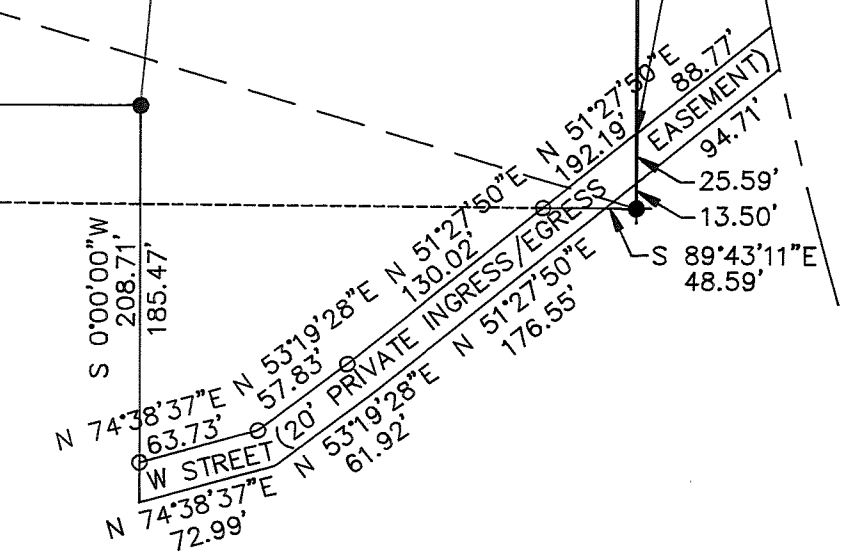 N 51°27'50"E
192.19'
88.77'
EASEMENT)
94.71'
25.59'
13.50'
S 89°43'11"E
48.59'
N 51°27'50"E
130.02'
N 51°27'50"E
176.55'
S 0°00'00"W
208.71'
185.47'
N 53°19'28"E
57.83'
N 74°38'37"E
63.73'
W STREET (20' PRIVATE INGRESS/EGRESS
N 53°19'28"E
61.92'
N 74°38'37"E
72.99'